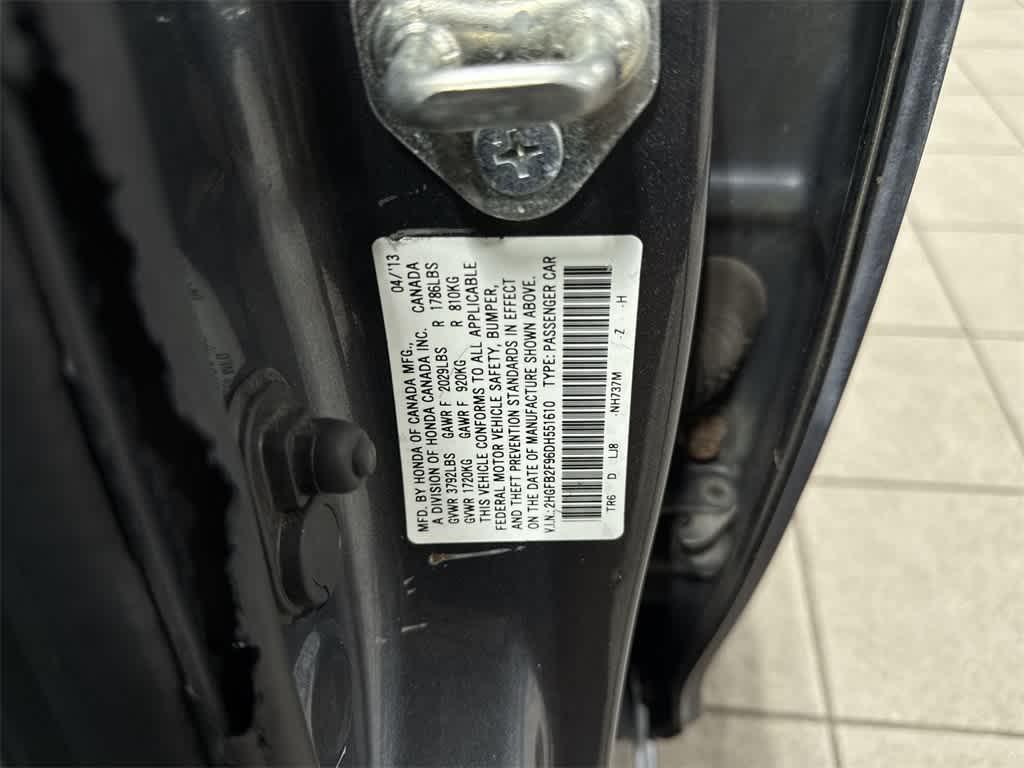 MFD. BY HONDA OF CANADA MFG., 04/'13
A DIVISION OF HONDA CANADA INC. CANADA
GVWR 3792LBS GAWR F 2029LBS R 1786LBS
GVWR 1720KG GAWR F 920KG R 810KG
THIS VEHICLE CONFORMS TO ALL APPLICABLE
FEDERAL MOTOR VEHICLE SAFETY, BUMPER,
AND THEFT PREVENTION STANDARDS IN EFFECT
ON THE DATE OF MANUFACTURE SHOWN ABOVE.
V.I.N.: 2HGFB2F96DH551610 TYPE: PASSENGER CAR
TR6 D LJ8 -NH737M -Z -H